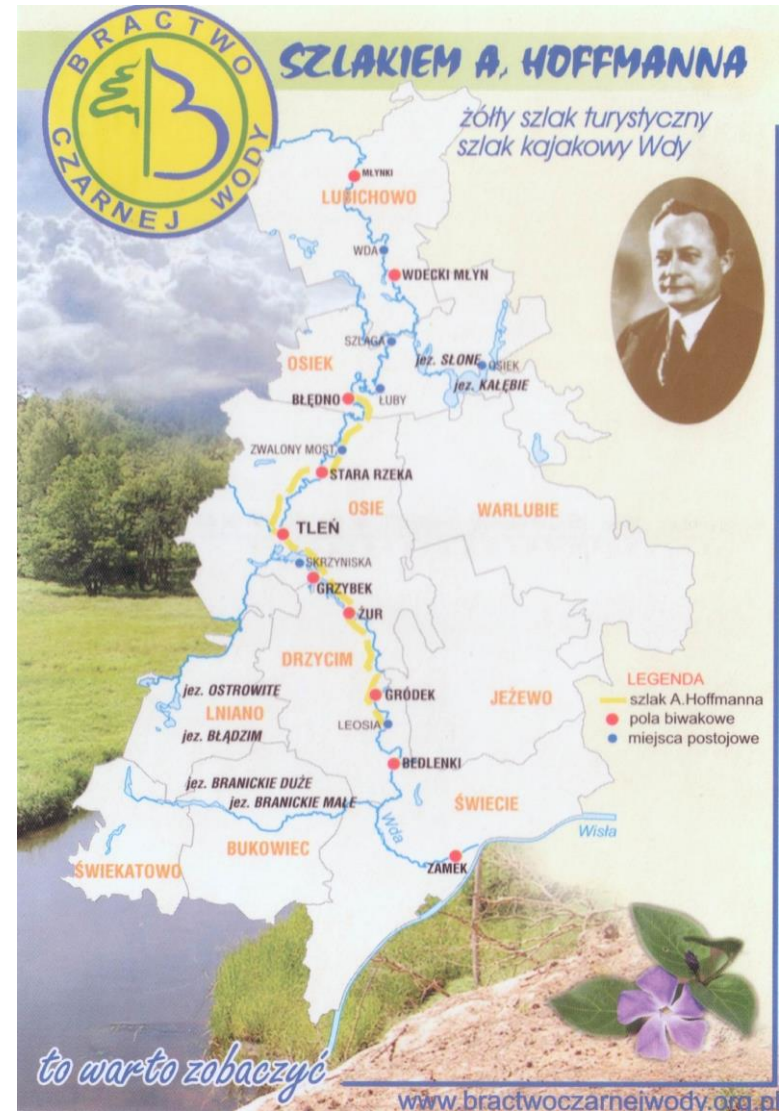 BRACTWO
CZARNEJ WODY
B
SZLAKIEM A. HOFFMANNA
żółty szlak turystyczny
szlak kajakowy Wdy
MŁYNKI
LUBICHOWO
WDA
WDECKI MŁYN
SZLAGA
OSIEK
jez. SŁONE
OSIEK
jez. KAŁĘBIE
BŁĘDNO
ŁUBY
ZWALONY MOST
STARA RZEKA
OSIE
WARLUBIE
TLEŃ
SKRZYNISKA
GRZYBEK
ŻUR
DRZYCIM
jez. OSTROWITE
GRÓDEK
JEŻEWO
LNIANO
LEOSIA
jez. BŁĄDZIM
LEGENDA
szlak A.Hoffmanna
pola biwakowe
miejsca postojowe
BEDLENKI
jez. BRANICKIE DUŻE
jez. BRANICKIE MAŁE
ŚWIECIE
Wda
Wisła
BUKOWIEC
ŚWIEKATOWO
ZAMEK
to warto zobaczyć
www.bractwoczarnejwody.org.pl